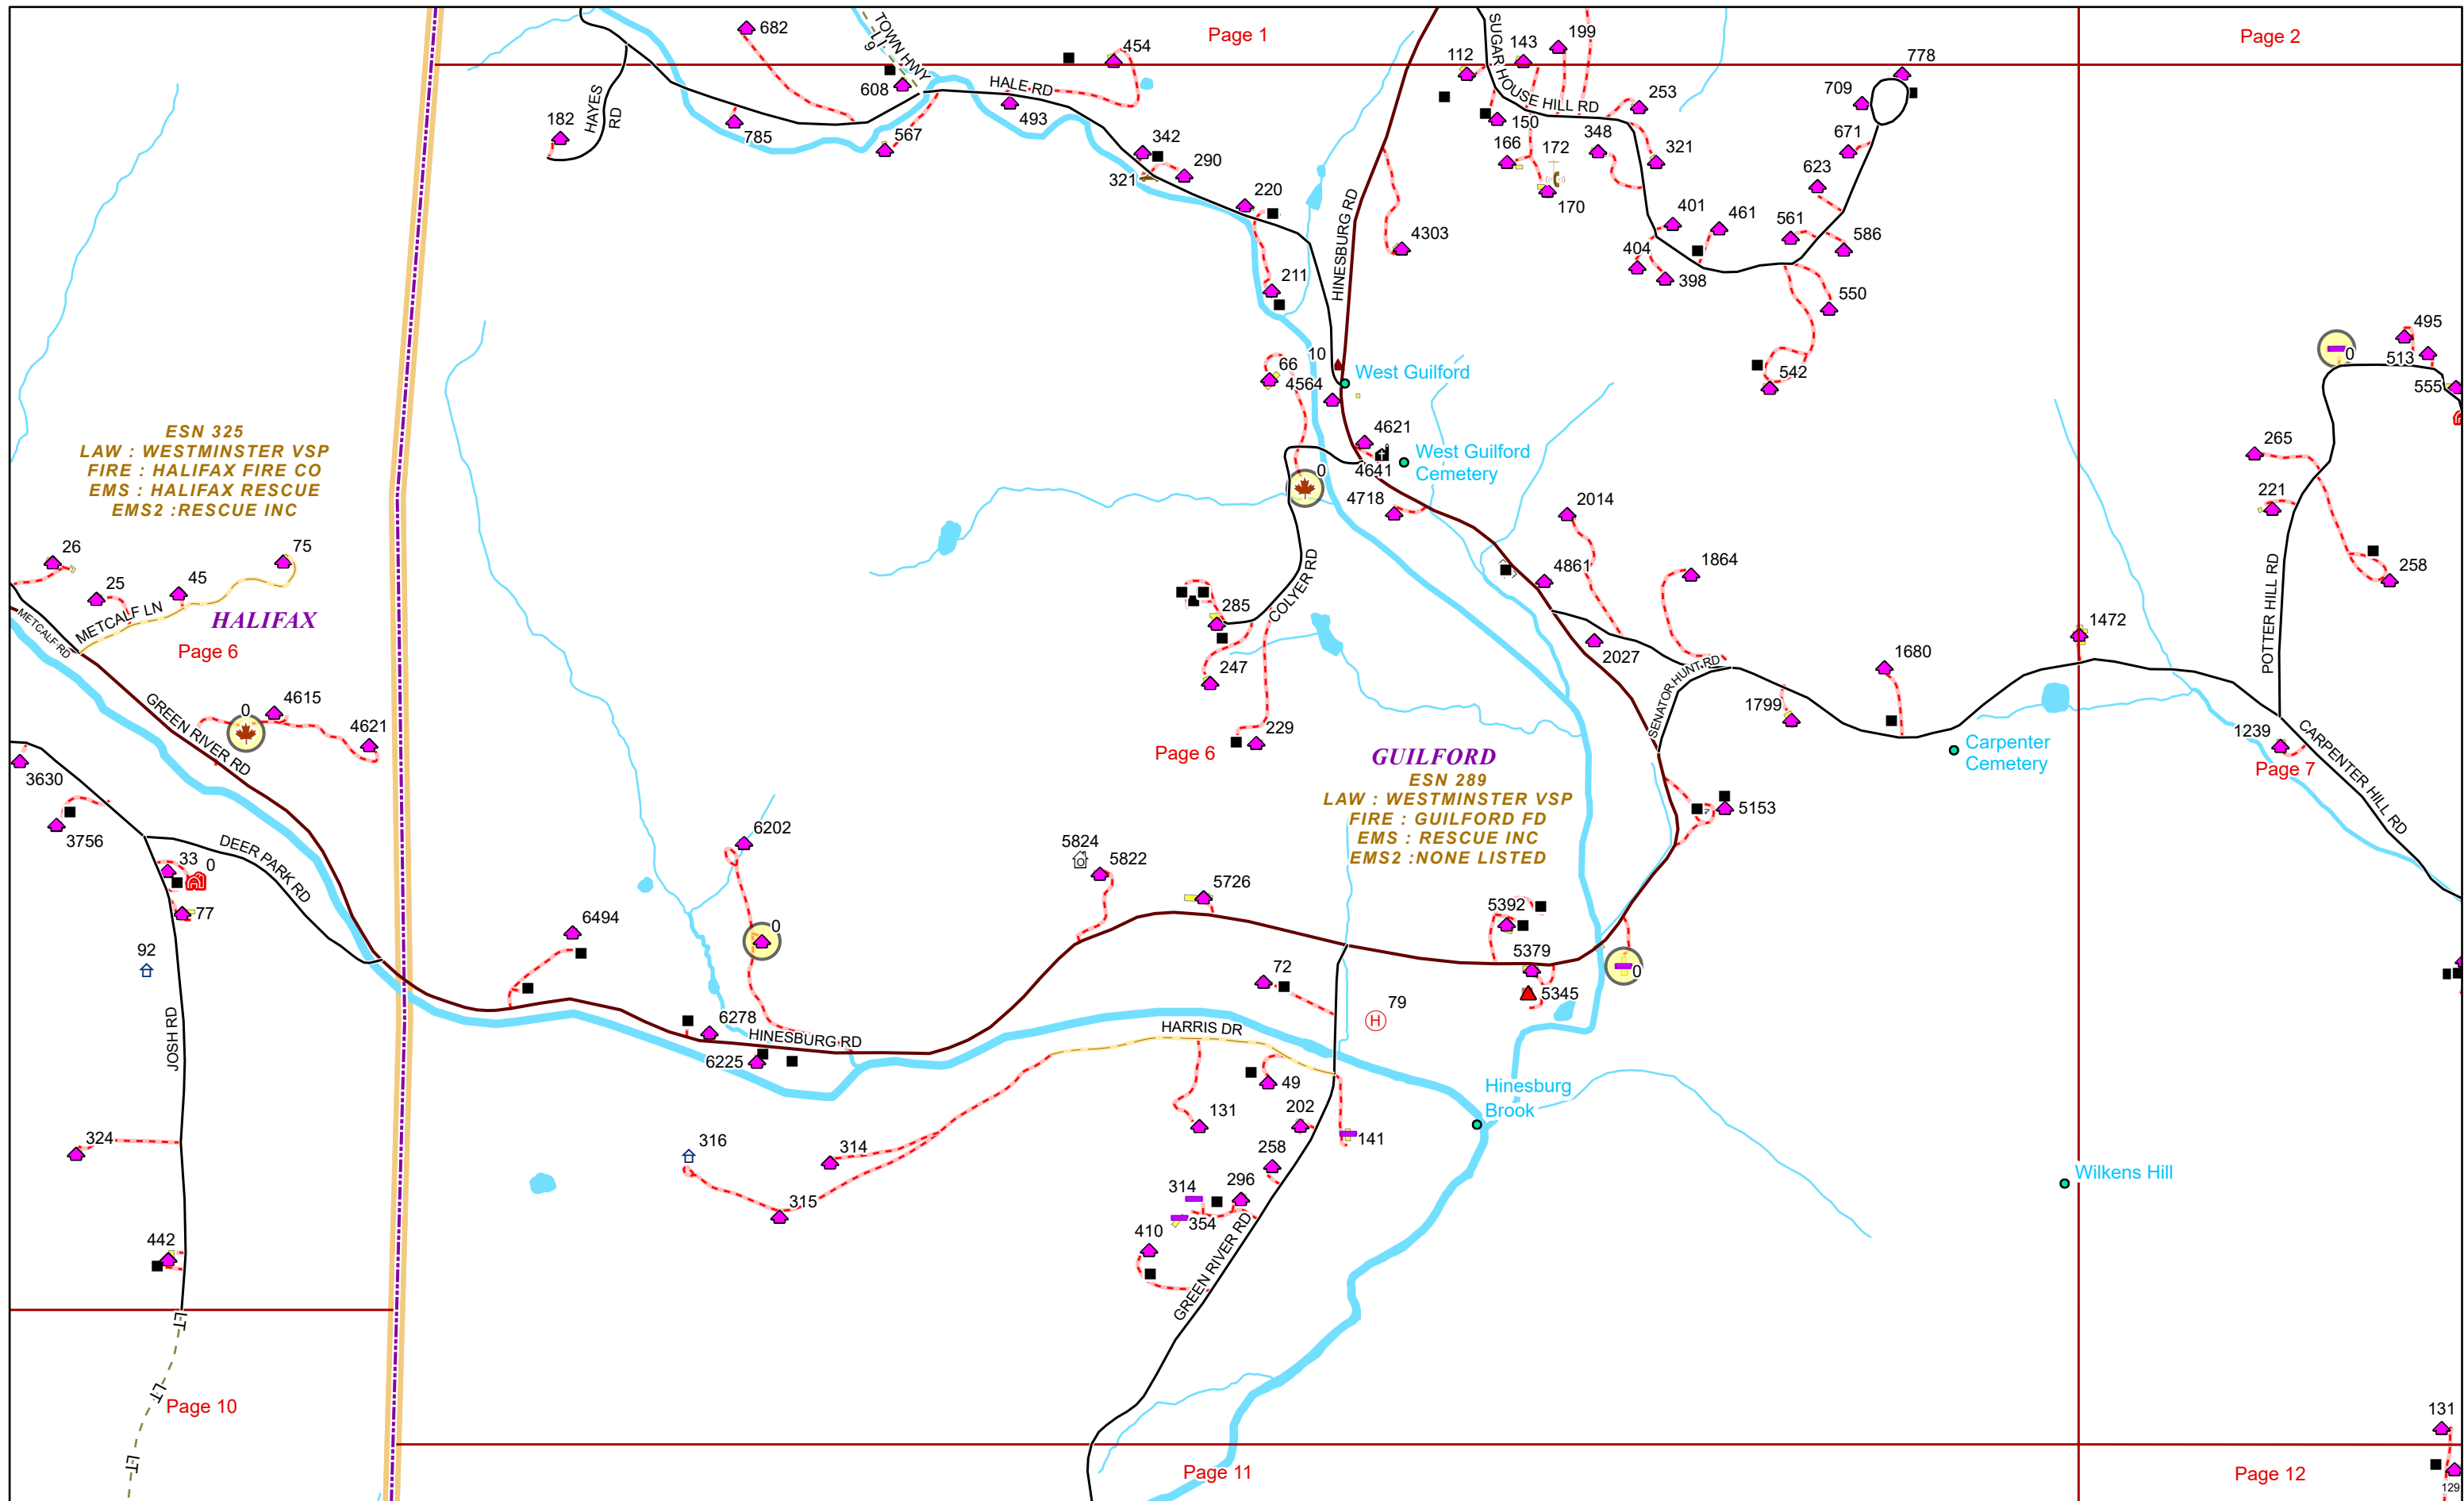 682
TOWN HWY
L 9
Page 1
SUGAR HOUSE HILL RD
143
199
Page 2
454
112
778
608
HALE RD
HAYES
RD
182
785
567
493
253
709
150
348
671
342
166
172
321
290
321
623
170
220
HINESBURG RD
401
461
561
586
4303
404
211
398
550
10
66
West Guilford
495
0
513
542
555
4564
ESN 325
LAW : WESTMINSTER VSP
FIRE : HALIFAX FIRE CO
EMS : HALIFAX RESCUE
EMS2 :RESCUE INC
4621
West Guilford
Cemetery
4641
0
265
4718
2014
221
26
75
25
45
METCALF LN
METCALF RD
HALIFAX
Page 6
4861
1864
258
COLYER RD
285
POTTER HILL RD
1472
2027
247
SENATOR HUNT RD
1680
GREEN RIVER RD
4615
0
4621
1799
229
1239
Page 6
GUILFORD
Carpenter
Cemetery
CARPENTER HILL RD
Page 7
3630
ESN 289
LAW : WESTMINSTER VSP
FIRE : GUILFORD FD
EMS : RESCUE INC
EMS2 :NONE LISTED
5153
3756
6202
DEER PARK RD
5824
5822
33
0
5726
77
6494
0
5392
92
5379
72
0
5345
79
H
JOSH RD
6278
HINESBURG RD
HARRIS DR
6225
49
Hinesburg
Brook
131
202
324
316
314
141
258
Wilkens Hill
315
314
296
354
442
410
GREEN RIVER RD
LT
LT
Page 10
131
LT
Page 11
Page 12
129